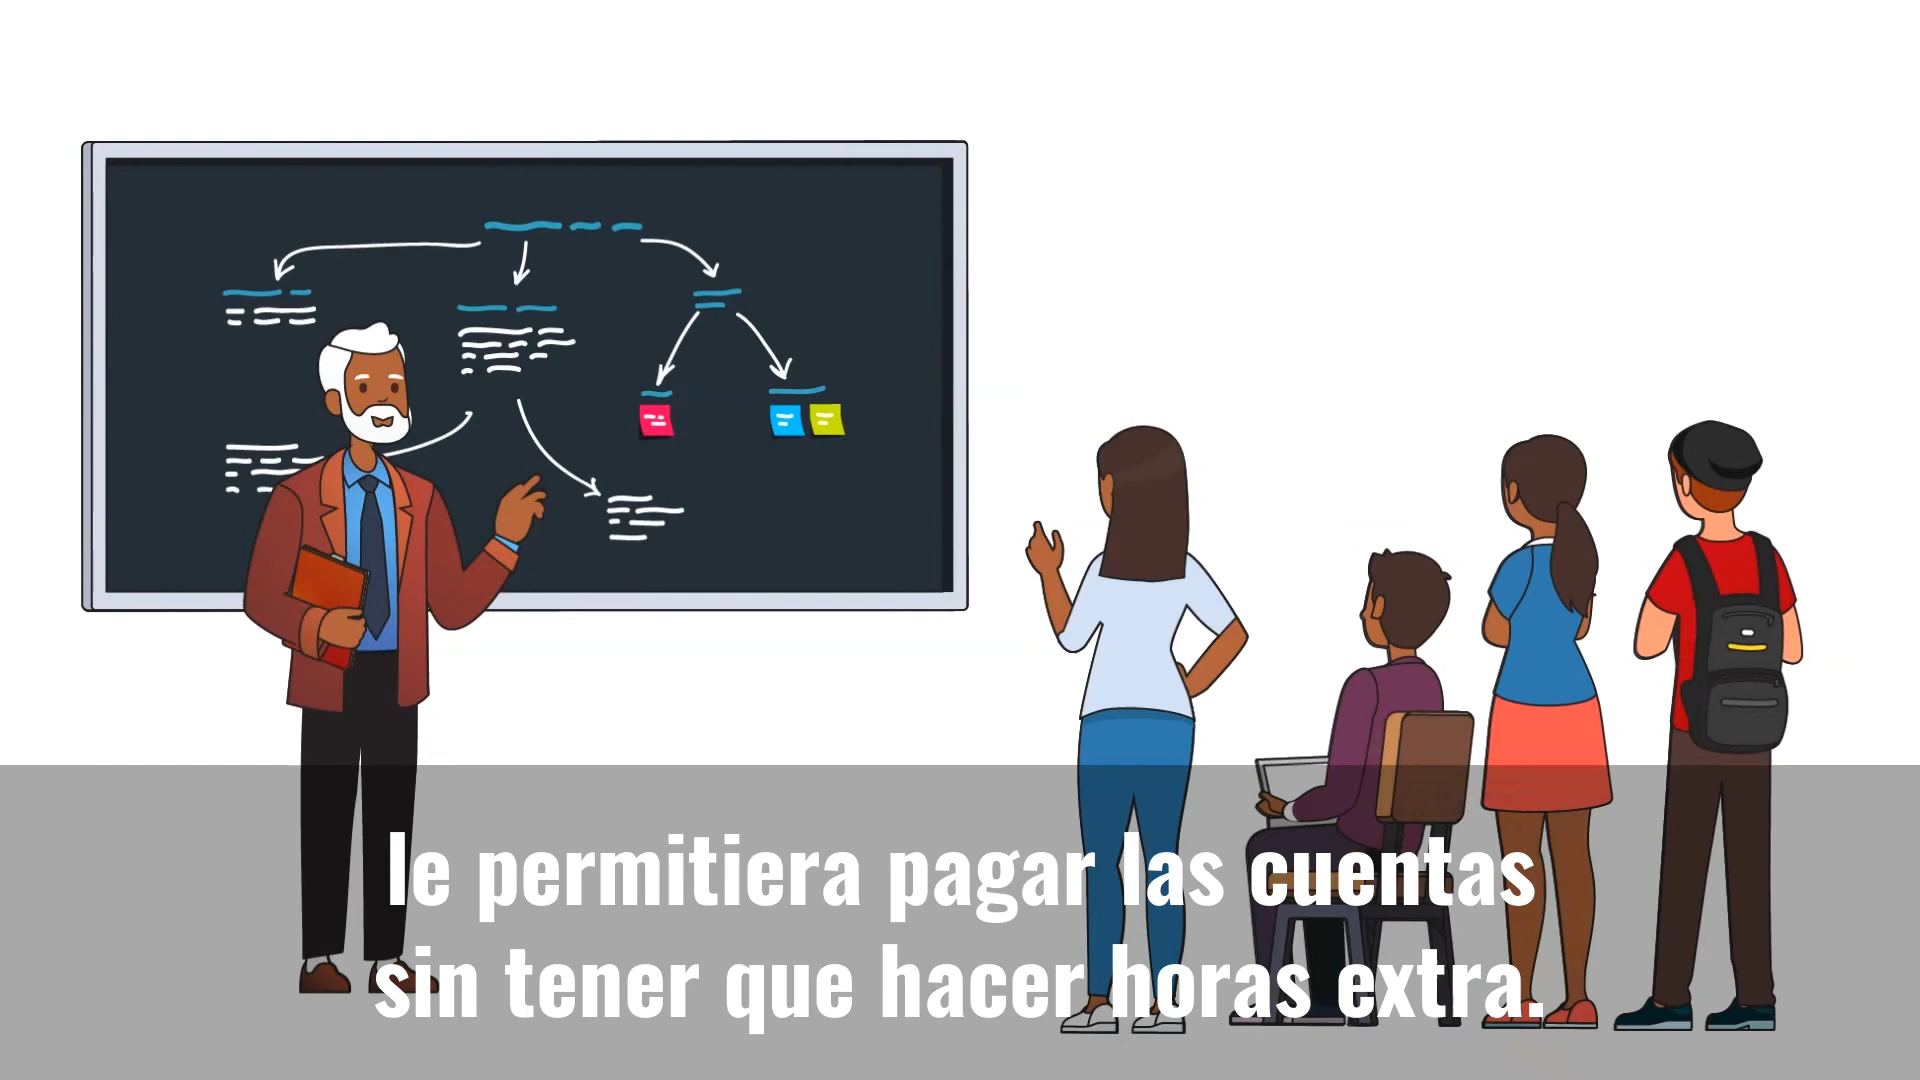 le permitiera pagar las cuentas
sin tener que hacer horas extra.